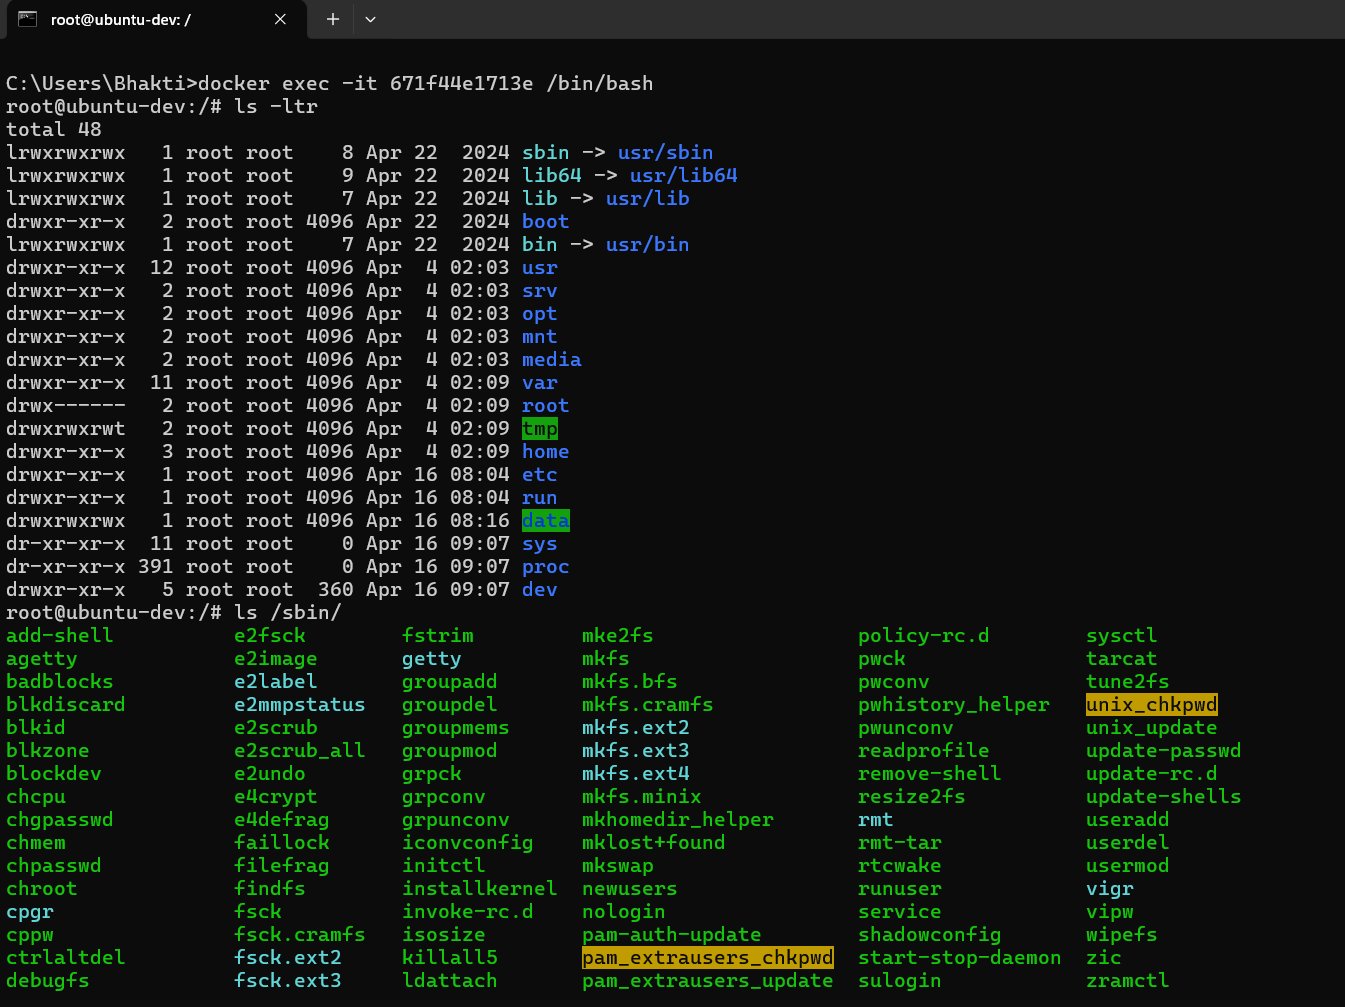 root@ubuntu-dev: /
C:\Users\Bhakti>docker exec -it 671f44e1713e /bin/bash
root@ubuntu-dev:/# ls -ltr
total 48
lrwxrwxrwx   1 root root    8 Apr 22  2024 sbin -> usr/sbin
lrwxrwxrwx   1 root root    9 Apr 22  2024 lib64 -> usr/lib64
lrwxrwxrwx   1 root root    7 Apr 22  2024 lib -> usr/lib
drwxr-xr-x   2 root root 4096 Apr 22  2024 boot
lrwxrwxrwx   1 root root    7 Apr 22  2024 bin -> usr/bin
drwxr-xr-x  12 root root 4096 Apr  4 02:03 usr
drwxr-xr-x   2 root root 4096 Apr  4 02:03 srv
drwxr-xr-x   2 root root 4096 Apr  4 02:03 opt
drwxr-xr-x   2 root root 4096 Apr  4 02:03 mnt
drwxr-xr-x   2 root root 4096 Apr  4 02:03 media
drwxr-xr-x  11 root root 4096 Apr  4 02:09 var
drwx------   2 root root 4096 Apr  4 02:09 root
drwxrwxrwt   2 root root 4096 Apr  4 02:09 tmp
drwxr-xr-x   3 root root 4096 Apr  4 02:09 home
drwxr-xr-x   1 root root 4096 Apr 16 08:04 etc
drwxr-xr-x   1 root root 4096 Apr 16 08:04 run
drwxrwxrwx   1 root root 4096 Apr 16 08:16 data
dr-xr-xr-x  11 root root    0 Apr 16 09:07 sys
dr-xr-xr-x 391 root root    0 Apr 16 09:07 proc
drwxr-xr-x   5 root root  360 Apr 16 09:07 dev
root@ubuntu-dev:/# ls /sbin/
add-shell          e2fsck        fstrim         mke2fs                 policy-rc.d        sysctl
agetty             e2image       getty          mkfs                   pwck               tarcat
badblocks          e2label       groupadd       mkfs.bfs               pwconv             tune2fs
blkdiscard         e2mmpstatus   groupdel       mkfs.cramfs            pwhistory_helper   unix_chkpwd
blkid              e2scrub       groupmems      mkfs.ext2              pwunconv           unix_update
blkzone            e2scrub_all   groupmod       mkfs.ext3              readprofile        update-passwd
blockdev           e2undo        grpck          mkfs.ext4              remove-shell       update-rc.d
chcpu              e4crypt       grpconv        mkfs.minix             resize2fs          update-shells
chgpasswd          e4defrag      grpunconv      mkhomedir_helper       rmt                useradd
chmem              faillock      iconvconfig    mklost+found           rmt-tar            userdel
chpasswd           filefrag      initctl        mkswap                 rtcwake            usermod
chroot             findfs        installkernel  newusers               runuser            vigr
cpgr               fsck          invoke-rc.d    nologin                service            vipw
cppw               fsck.cramfs   isosize        pam-auth-update        shadowconfig       wipefs
ctrlaltdel         fsck.ext2     killall5       pam_extrausers_chkpwd  start-stop-daemon  zic
debugfs            fsck.ext3     ldattach       pam_extrausers_update  sulogin            zramctl